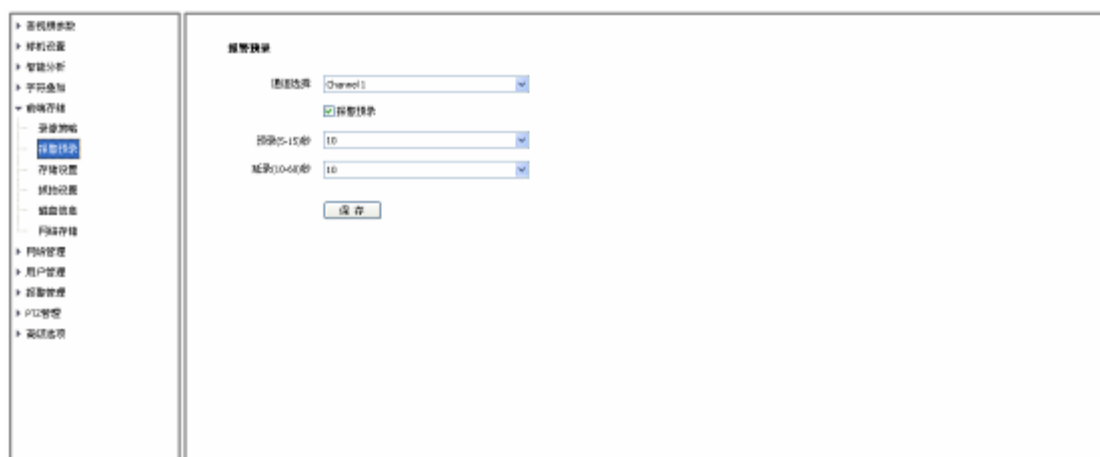 音视频参数
球机设置
智能分析
字符叠加
前端存储
录像策略
报警预录
存储设置
抓拍设置
磁盘信息
网络存储
网络管理
用户管理
报警管理
PTZ管理
高级选项
报警预录
通道选择 Channel 1
报警预录
预录(5-15)秒 10
延录(10-60)秒 10
保 存